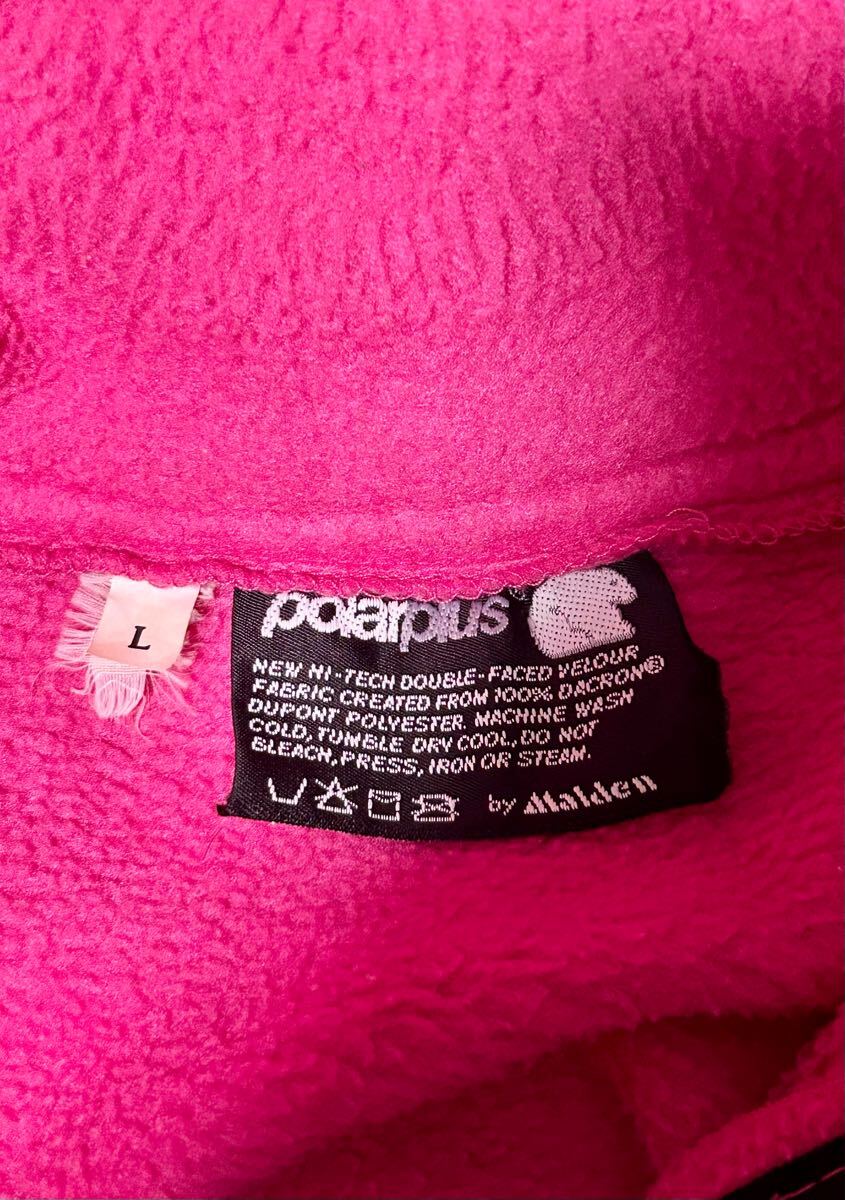 L
polarplus
NEW HI-TECH DOUBLE-FACED VELOUR
FABRIC CREATED FROM 100% DACRON®
DUPONT POLYESTER. MACHINE WASH
COLD, TUMBLE DRY COOL, DO NOT
BLEACH, PRESS, IRON OR STEAM.
by Malden